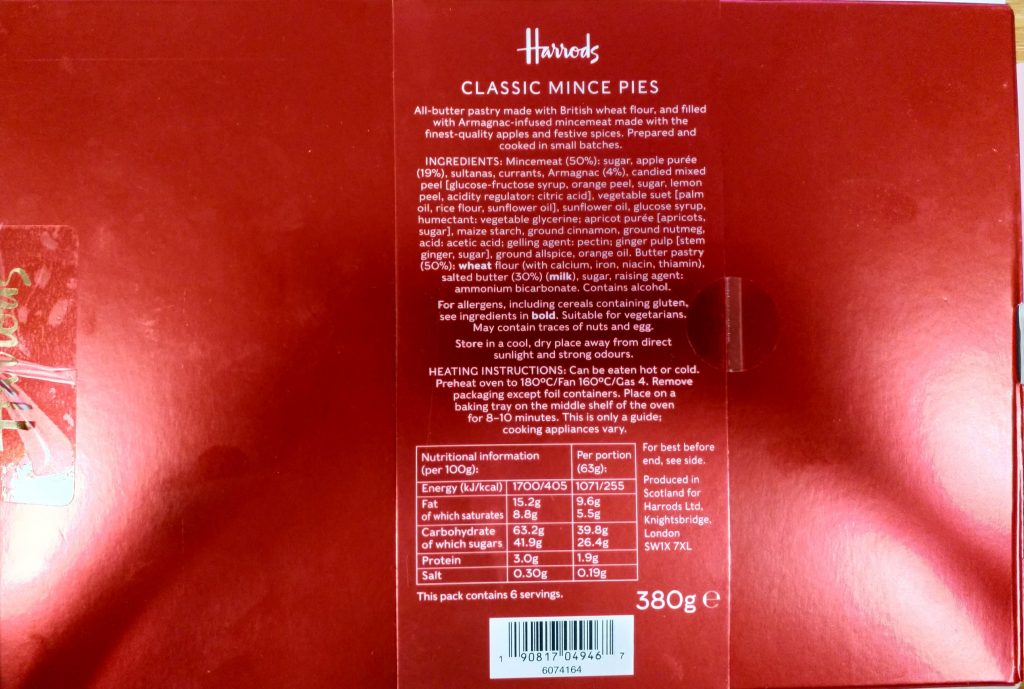 Harrods
CLASSIC MINCE PIES
All-butter pastry made with British wheat flour, and filled
with Armagnac-infused mincemeat made with the
finest-quality apples and festive spices. Prepared and
cooked in small batches.
INGREDIENTS: Mincemeat (50%): sugar, apple purée
(19%), sultanas, currants, Armagnac (4%), candied mixed
peel [glucose-fructose syrup, orange peel, sugar, lemon
peel, acidity regulator: citric acid], vegetable suet [palm
oil, rice flour, sunflower oil], sunflower oil, glucose syrup,
humectant: vegetable glycerine; apricot purée [apricots,
sugar], maize starch, ground cinnamon, ground nutmeg,
acid: acetic acid; gelling agent: pectin; ginger pulp [stem
ginger, sugar], ground allspice, orange oil. Butter pastry
(50%): wheat flour (with calcium, iron, niacin, thiamin),
salted butter (30%) (milk), sugar, raising agent:
ammonium bicarbonate. Contains alcohol.
For allergens, including cereals containing gluten,
see ingredients in bold. Suitable for vegetarians.
May contain traces of nuts and egg.
Store in a cool, dry place away from direct
sunlight and strong odours.
HEATING INSTRUCTIONS: Can be eaten hot or cold.
Preheat oven to 180ºC/Fan 160ºC/Gas 4. Remove
packaging except foil containers. Place on a
baking tray on the middle shelf of the oven
for 8–10 minutes. This is only a guide;
cooking appliances vary.
Nutritional information (per 100g): Per portion (63g):
Energy (kJ/kcal) 1700/405 1071/255
Fat 15.2g 9.6g
of which saturates 8.8g 5.5g
Carbohydrate 63.2g 39.8g
of which sugars 41.9g 26.4g
Protein 3.0g 1.9g
Salt 0.30g 0.19g
This pack contains 6 servings.
For best before
end, see side.
Produced in
Scotland for
Harrods Ltd,
Knightsbridge,
London
SW1X 7XL
380g ℮
1 90817 04946 7
6074164